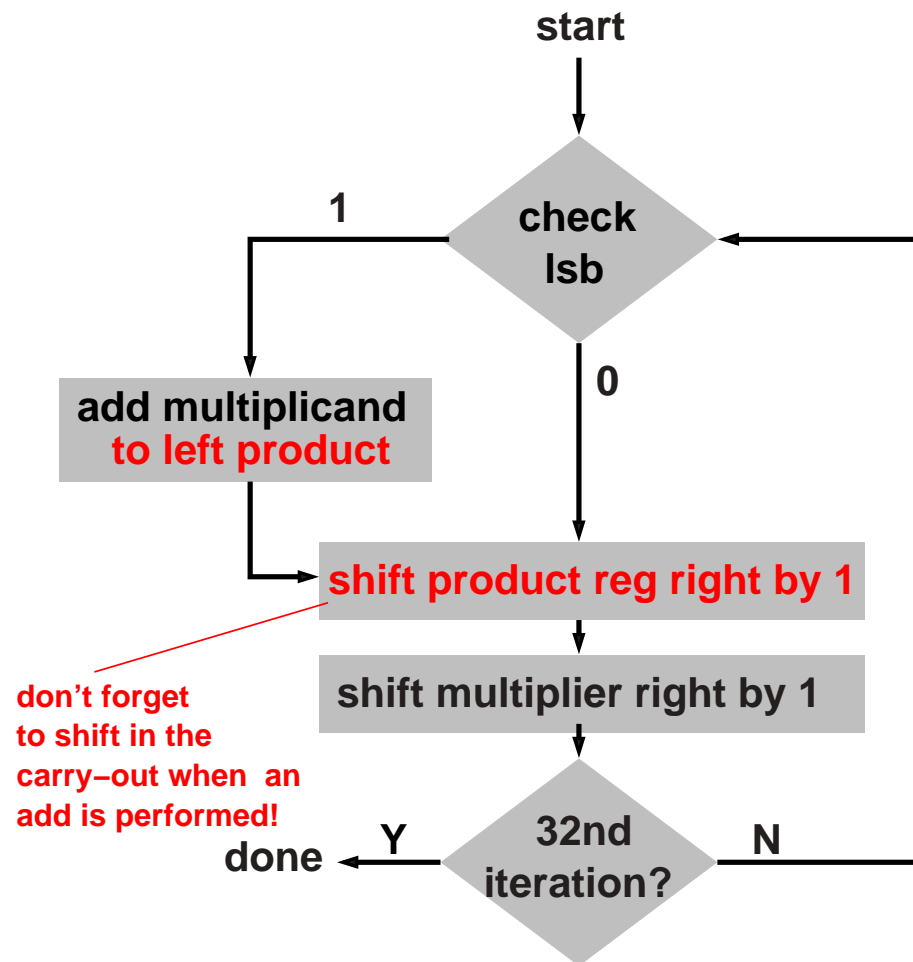 start
1
check
lsb
0
add multiplicand
to left product
shift product reg right by 1
shift multiplier right by 1
don’t forget
to shift in the
carry–out when an
add is performed!
32nd
iteration?
Y
N
done